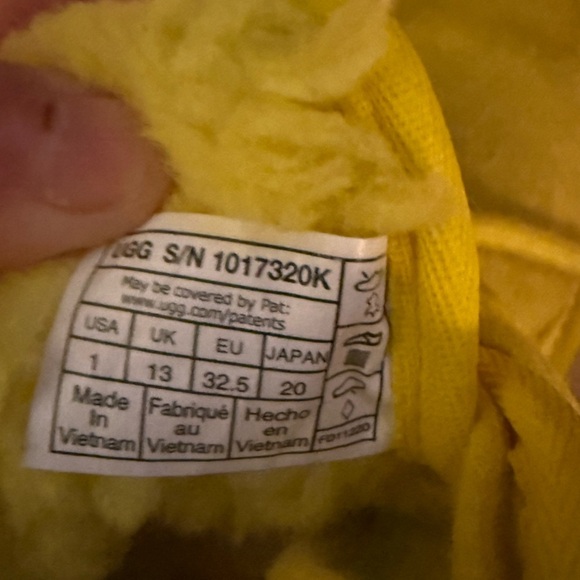 UGG S/N 1017320K
May be covered by Pat:
www.ugg.com/patents
USA UK EU JAPAN
1 13 32.5 20
Made in Vietnam
Fabriqué au Vietnam
Hecho en Vietnam
F011320